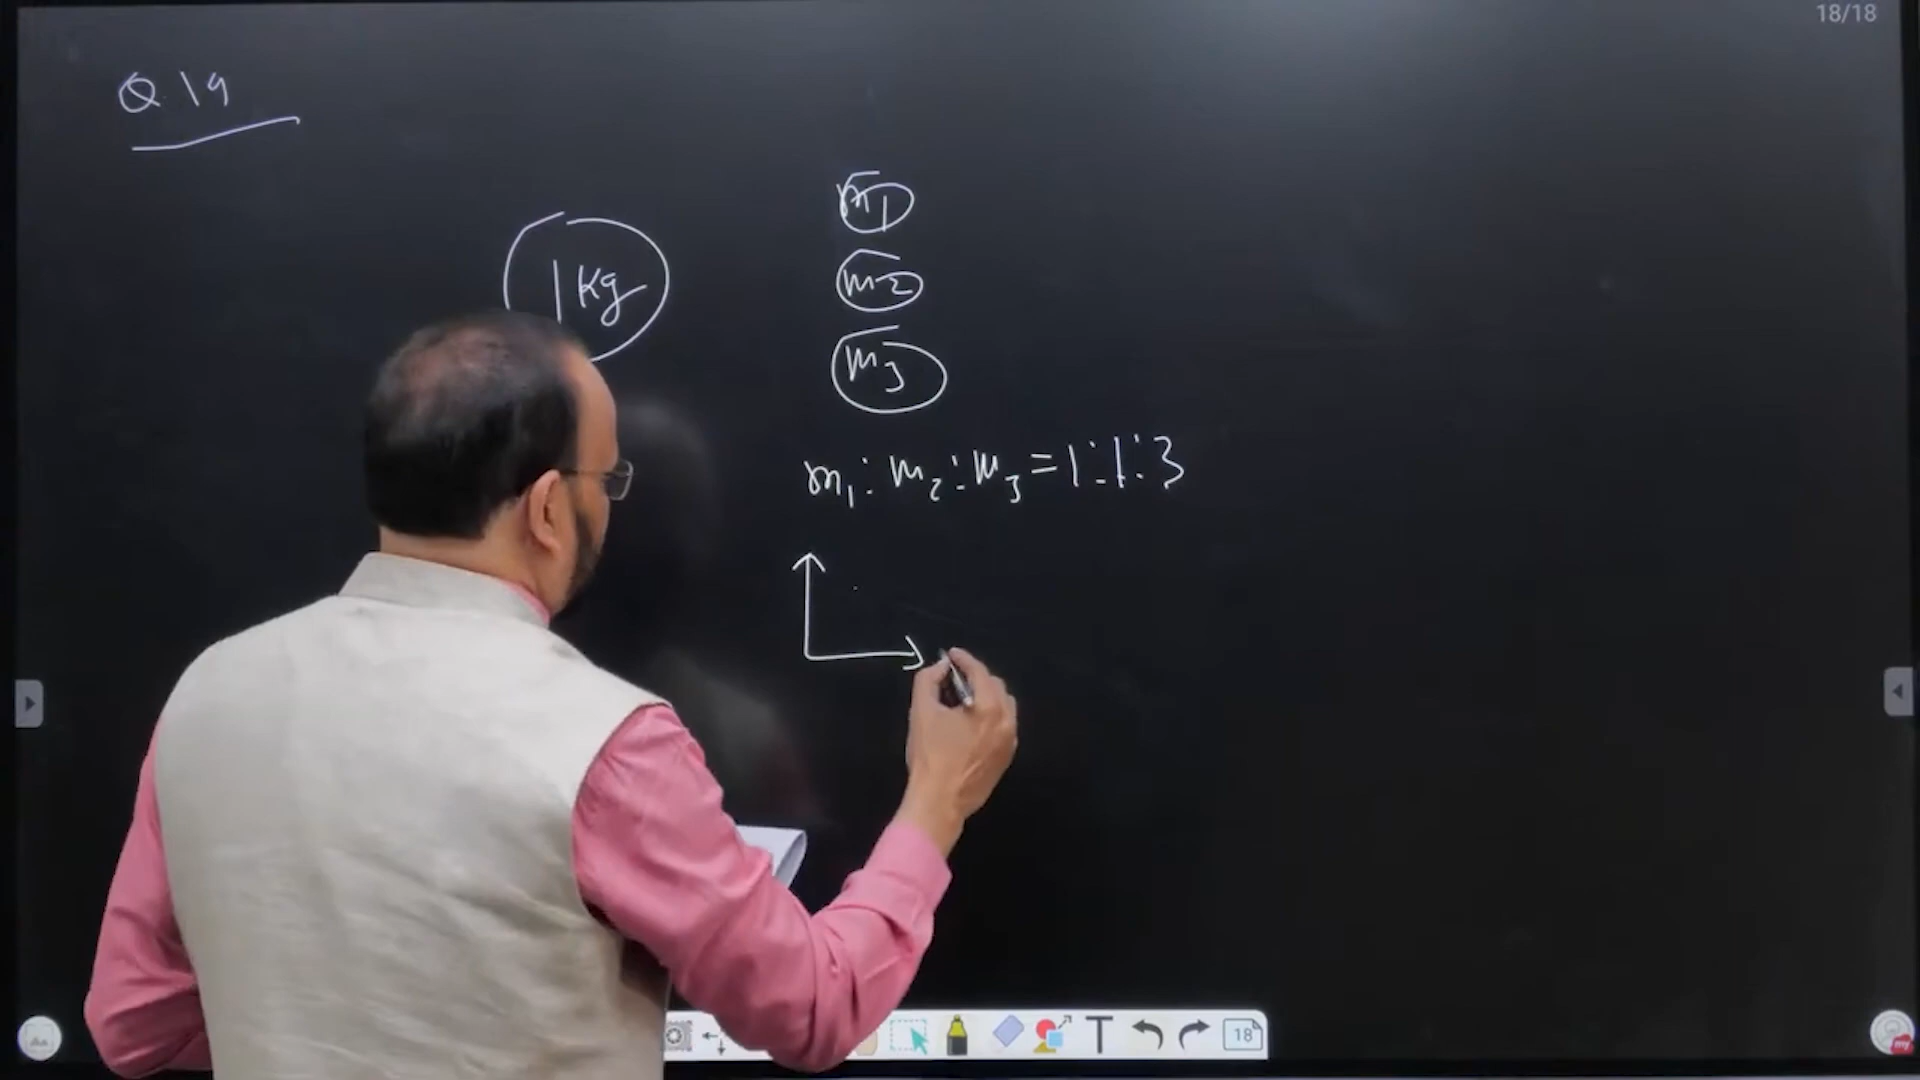 18/18
Q.19
m1
1 Kg
m2
m3
m1 : m2 : m3 = 1 : 1 : 3
T
18